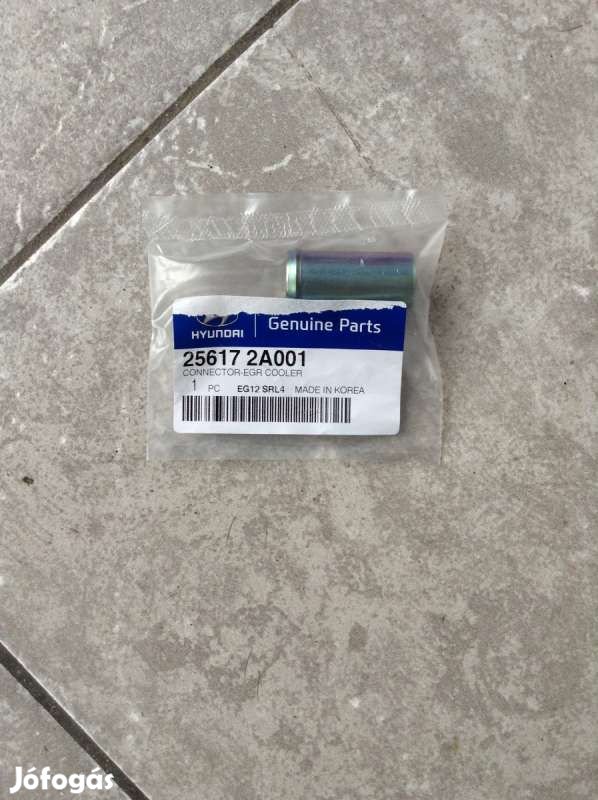 HYUNDAI
Genuine Parts
25617 2A001
CONNECTOR-EGR COOLER
1 PC EG12 SRL4 MADE IN KOREA
Jófogás